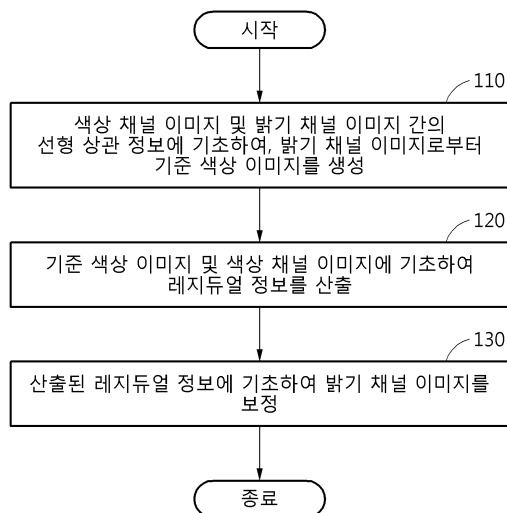 시작
110
색상 채널 이미지 및 밝기 채널 이미지 간의
선형 상관 정보에 기초하여, 밝기 채널 이미지로부터
기준 색상 이미지를 생성
120
기준 색상 이미지 및 색상 채널 이미지에 기초하여
레지듀얼 정보를 산출
130
산출된 레지듀얼 정보에 기초하여 밝기 채널 이미지를
보정
종료